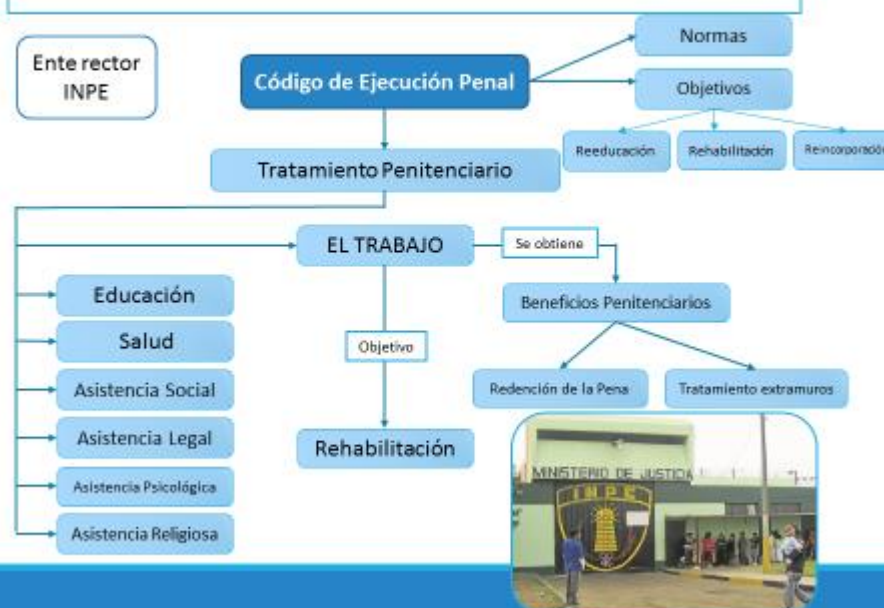 Ente rector
INPE
Código de Ejecución Penal
Normas
Objetivos
Reeducación
Rehabilitación
Reincorporación
Tratamiento Penitenciario
EL TRABAJO
Se obtiene
Educación
Beneficios Penitenciarios
Salud
Objetivo
Asistencia Social
Redención de la Pena
Tratamiento extramuros
Asistencia Legal
Rehabilitación
Asistencia Psicológica
Asistencia Religiosa
MINISTERIO DE JUSTICIA
INPE